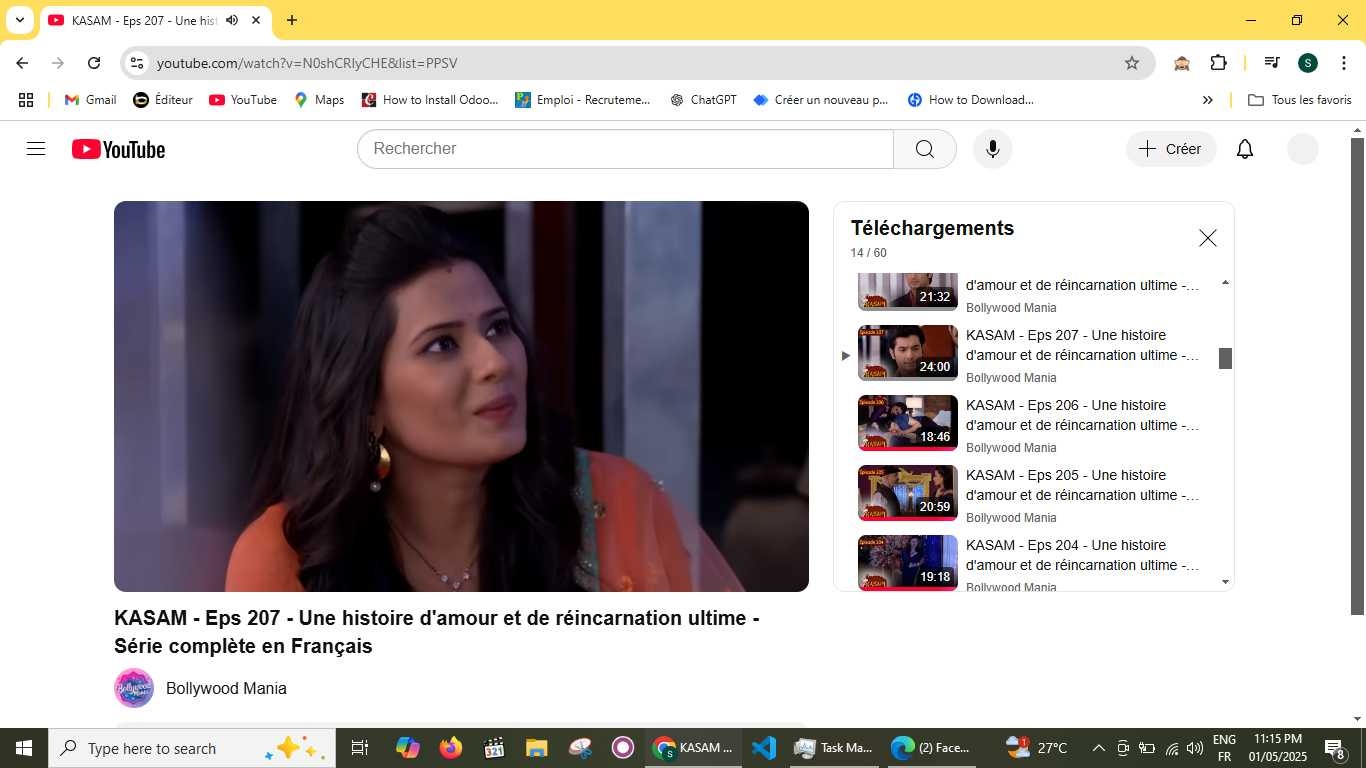 KASAM - Eps 207 - Une hist
youtube.com/watch?v=N0shCRlyCHE&list=PPSV
S
Gmail
Éditeur
YouTube
Maps
How to Install Odoo...
Emploi - Recruteme...
ChatGPT
Créer un nouveau p...
How to Download...
Tous les favoris
YouTube
Rechercher
Créer
Téléchargements
14 / 60
21:32
d'amour et de réincarnation ultime -...
Bollywood Mania
24:00
KASAM - Eps 207 - Une histoire
d'amour et de réincarnation ultime -...
Bollywood Mania
18:46
KASAM - Eps 206 - Une histoire
d'amour et de réincarnation ultime -...
Bollywood Mania
20:59
KASAM - Eps 205 - Une histoire
d'amour et de réincarnation ultime -...
Bollywood Mania
19:18
KASAM - Eps 204 - Une histoire
d'amour et de réincarnation ultime -...
Bollywood Mania
KASAM - Eps 207 - Une histoire d'amour et de réincarnation ultime -
Série complète en Français
Bollywood Mania
Type here to search
KASAM ...
Task Ma...
(2) Face...
27°C
ENG
FR
11:15 PM
01/05/2025
8